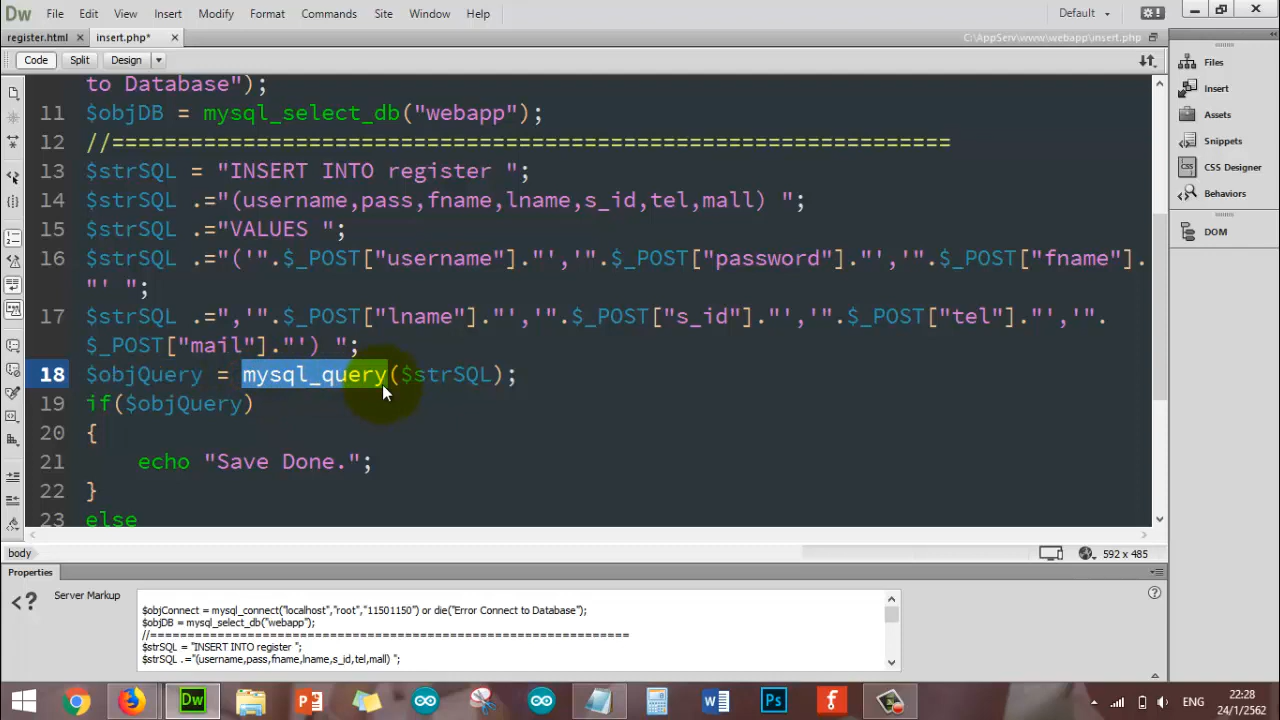 Dw File Edit View Insert Modify Format Commands Site Window Help Default
register.html × insert.php* × C:\AppServ\www\webapp\insert.php
Code Split Design
to Database");
11 $objDB = mysql_select_db("webapp");
12 //================================================================
13 $strSQL = "INSERT INTO register ";
14 $strSQL .="(username,pass,fname,lname,s_id,tel,mall) ";
15 $strSQL .="VALUES ";
16 $strSQL .="('".$_POST["username"]."','".$_POST["password"]."','".$_POST["fname"].
"' ";
17 $strSQL .=",'".$_POST["lname"]."','".$_POST["s_id"]."','".$_POST["tel"]."','".
$_POST["mail"]."') ";
18 $objQuery = mysql_query($strSQL);
19 if($objQuery)
20 {
21 echo "Save Done.";
22 }
23 else
body 592 x 485
Files
Insert
Assets
Snippets
CSS Designer
Behaviors
DOM
Properties
Server Markup
$objConnect = mysql_connect("localhost","root","11501150") or die("Error Connect to Database");
$objDB = mysql_select_db("webapp");
//================================================================
$strSQL = "INSERT INTO register ";
$strSQL .="(username,pass,fname,lname,s_id,tel,mall) ";
Dw ENG 22:28
24/1/2562